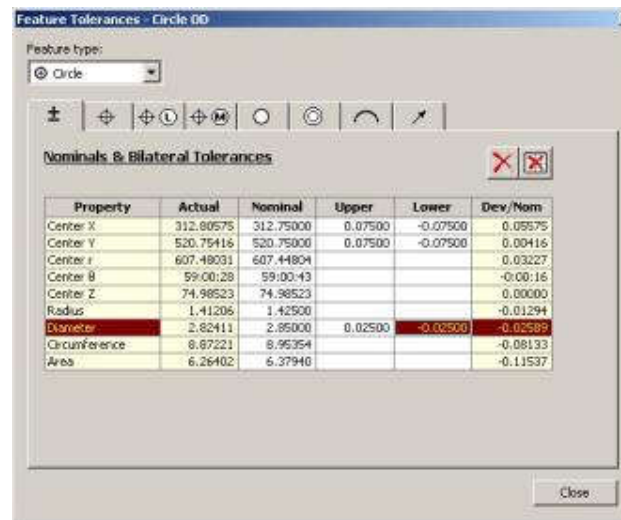 Feature Tolerances - Circle 00
Feature type:
Circle
± L M
Nominals & Bilateral Tolerances
Property Actual Nominal Upper Lower Dev/Nom
Center X 312.80575 312.75000 0.07500 -0.07500 0.05575
Center Y 520.75416 520.75000 0.07500 -0.07500 0.00416
Center r 607.48031 607.44804 0.03227
Center θ 59:00:28 59:00:43 -0:00:16
Center Z 74.98523 74.98523 0.00000
Radius 1.41206 1.42500 -0.01294
Diameter 2.82411 2.85000 0.02500 -0.02500 -0.02589
Circumference 8.87221 8.95354 -0.08133
Area 6.26402 6.37940 -0.11537
Close